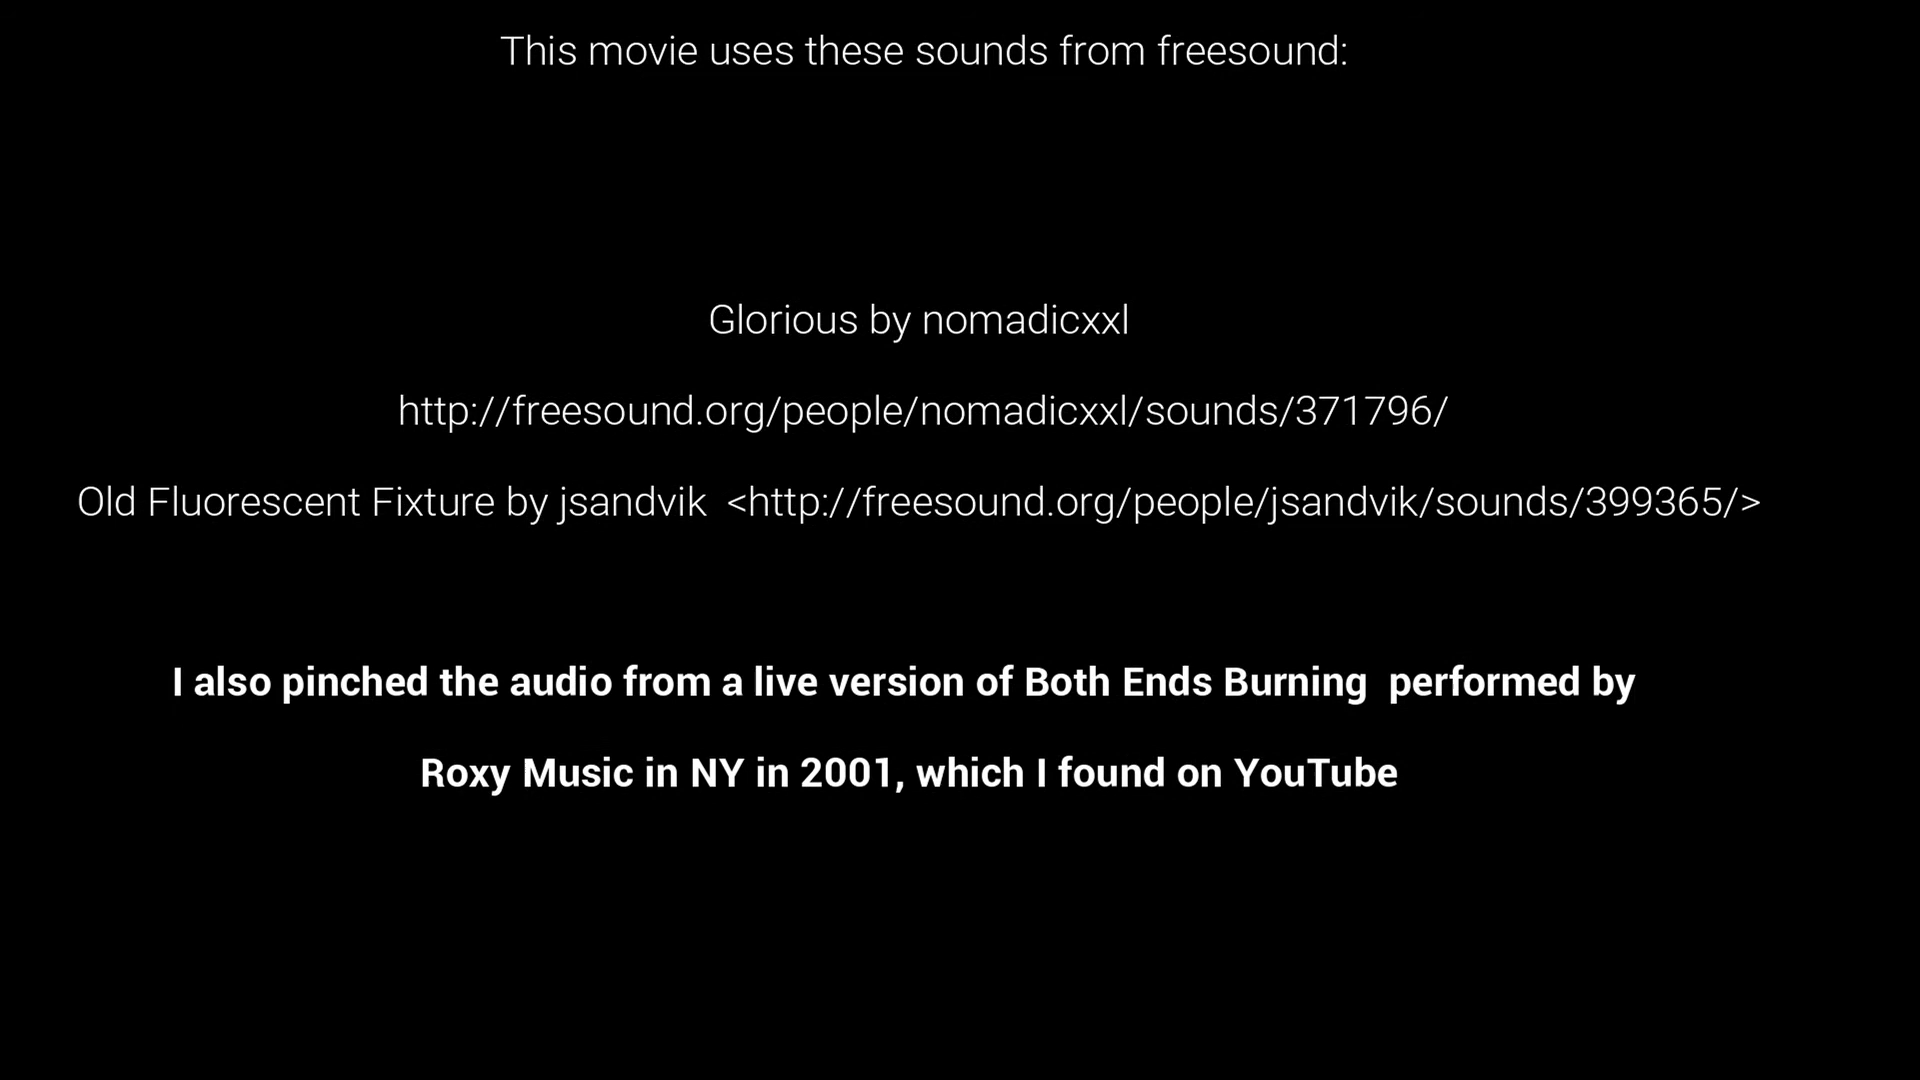 This movie uses these sounds from freesound:
Glorious by nomadicxxl
http://freesound.org/people/nomadicxxl/sounds/371796/
Old Fluorescent Fixture by jsandvik  <http://freesound.org/people/jsandvik/sounds/399365/>
I also pinched the audio from a live version of Both Ends Burning  performed by
Roxy Music in NY in 2001, which I found on YouTube